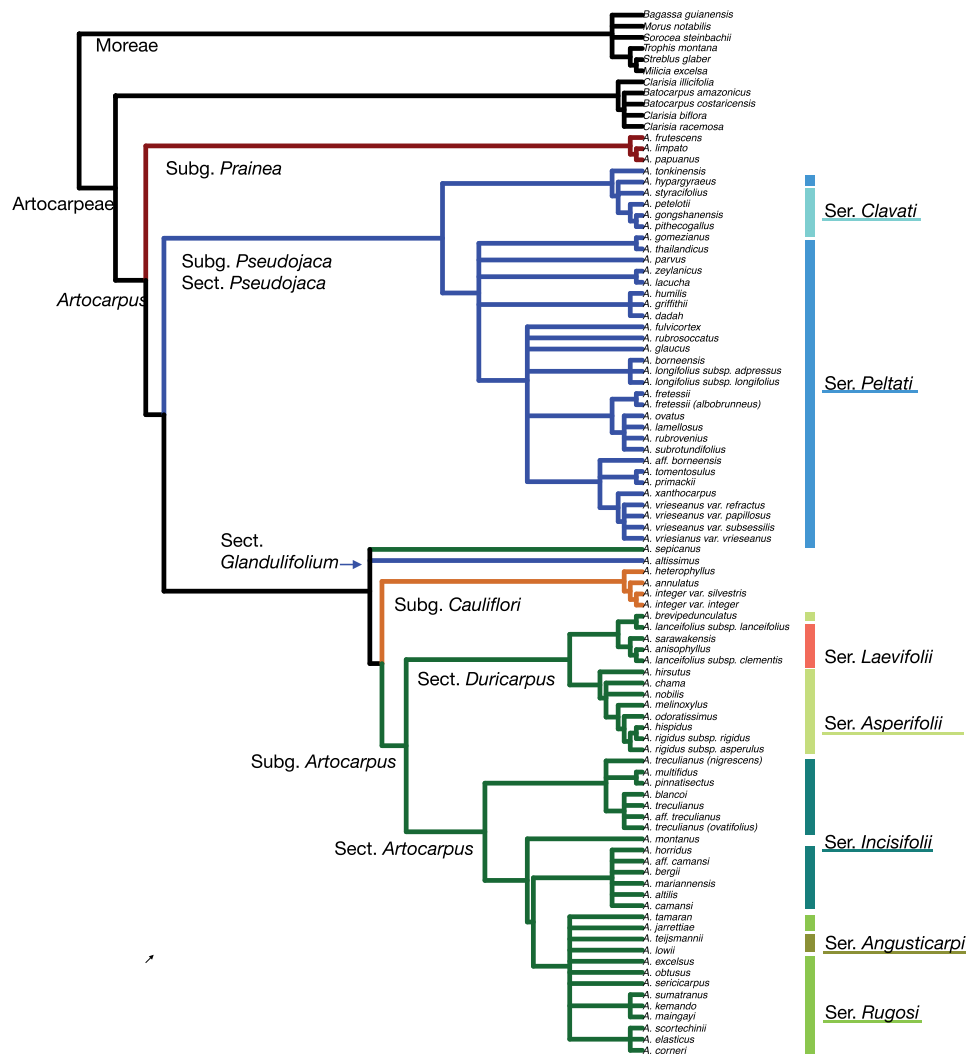 Bagassa guianensis
Morus notabilis
Sorocea steinbachii
Moreae
Trophis montana
Streblus glaber
Milicia excelsa
Clarisia illicifolia
Batocarpus amazonicus
Batocarpus costaricensis
Clarisia biflora
Clarisia racemosa
A. frutescens
A. limpato
A. papuanus
Subg. Prainea
A. tonkinensis
A. hypargyraeus
A. styracifolius
Artocarpeae
A. petelotii
Ser. Clavati
A. gongshanensis
A. pithecogallus
A. gomezianus
A. thailandicus
Subg. Pseudojaca
Sect. Pseudojaca
A. parvus
A. zeylanicus
A. lacucha
Artocarpus
A. humilis
A. griffithii
A. dadah
A. fulvicortex
A. rubrosoccatus
A. glaucus
A. borneensis
A. longifolius subsp. adpressus
A. longifolius subsp. longifolius
Ser. Peltati
A. fretessii
A. fretessii (albobrunneus)
A. ovatus
A. lamellosus
A. rubrovenius
A. subrotundifolius
A. aff. borneensis
A. tomentosulus
A. primackii
A. xanthocarpus
A. vrieseanus var. refractus
A. vrieseanus var. papillosus
A. vrieseanus var. subsessilis
A. vriesianus var. vrieseanus
Sect.
Glandulifolium
A. sepicanus
A. altissimus
A. heterophyllus
A. annulatus
A. integer var. silvestris
A. integer var. integer
Subg. Cauliflori
A. brevipedunculatus
A. lanceifolius subsp. lanceifolius
A. sarawakensis
A. anisophyllus
Ser. Laevifolii
A. lanceifolius subsp. clementis
A. hirsutus
Sect. Duricarpus
A. chama
A. nobilis
A. melinoxylus
A. odoratissimus
Ser. Asperifolii
A. hispidus
A. rigidus subsp. rigidus
A. rigidus subsp. asperulus
Subg. Artocarpus
A. treculianus (nigrescens)
A. multifidus
A. pinnatisectus
A. blancoi
A. treculianus
A. aff. treculianus
A. treculianus (ovatifolius)
A. montanus
Ser. Incisifolii
Sect. Artocarpus
A. horridus
A. aff. camansi
A. bergii
A. mariannensis
A. altilis
A. camansi
A. tamaran
A. jarrettiae
A. teijsmannii
Ser. Angusticarpi
A. lowii
A. excelsus
A. obtusus
A. sericicarpus
A. sumatranus
A. kemando
Ser. Rugosi
A. maingayi
A. scortechinii
A. elasticus
A. corneri